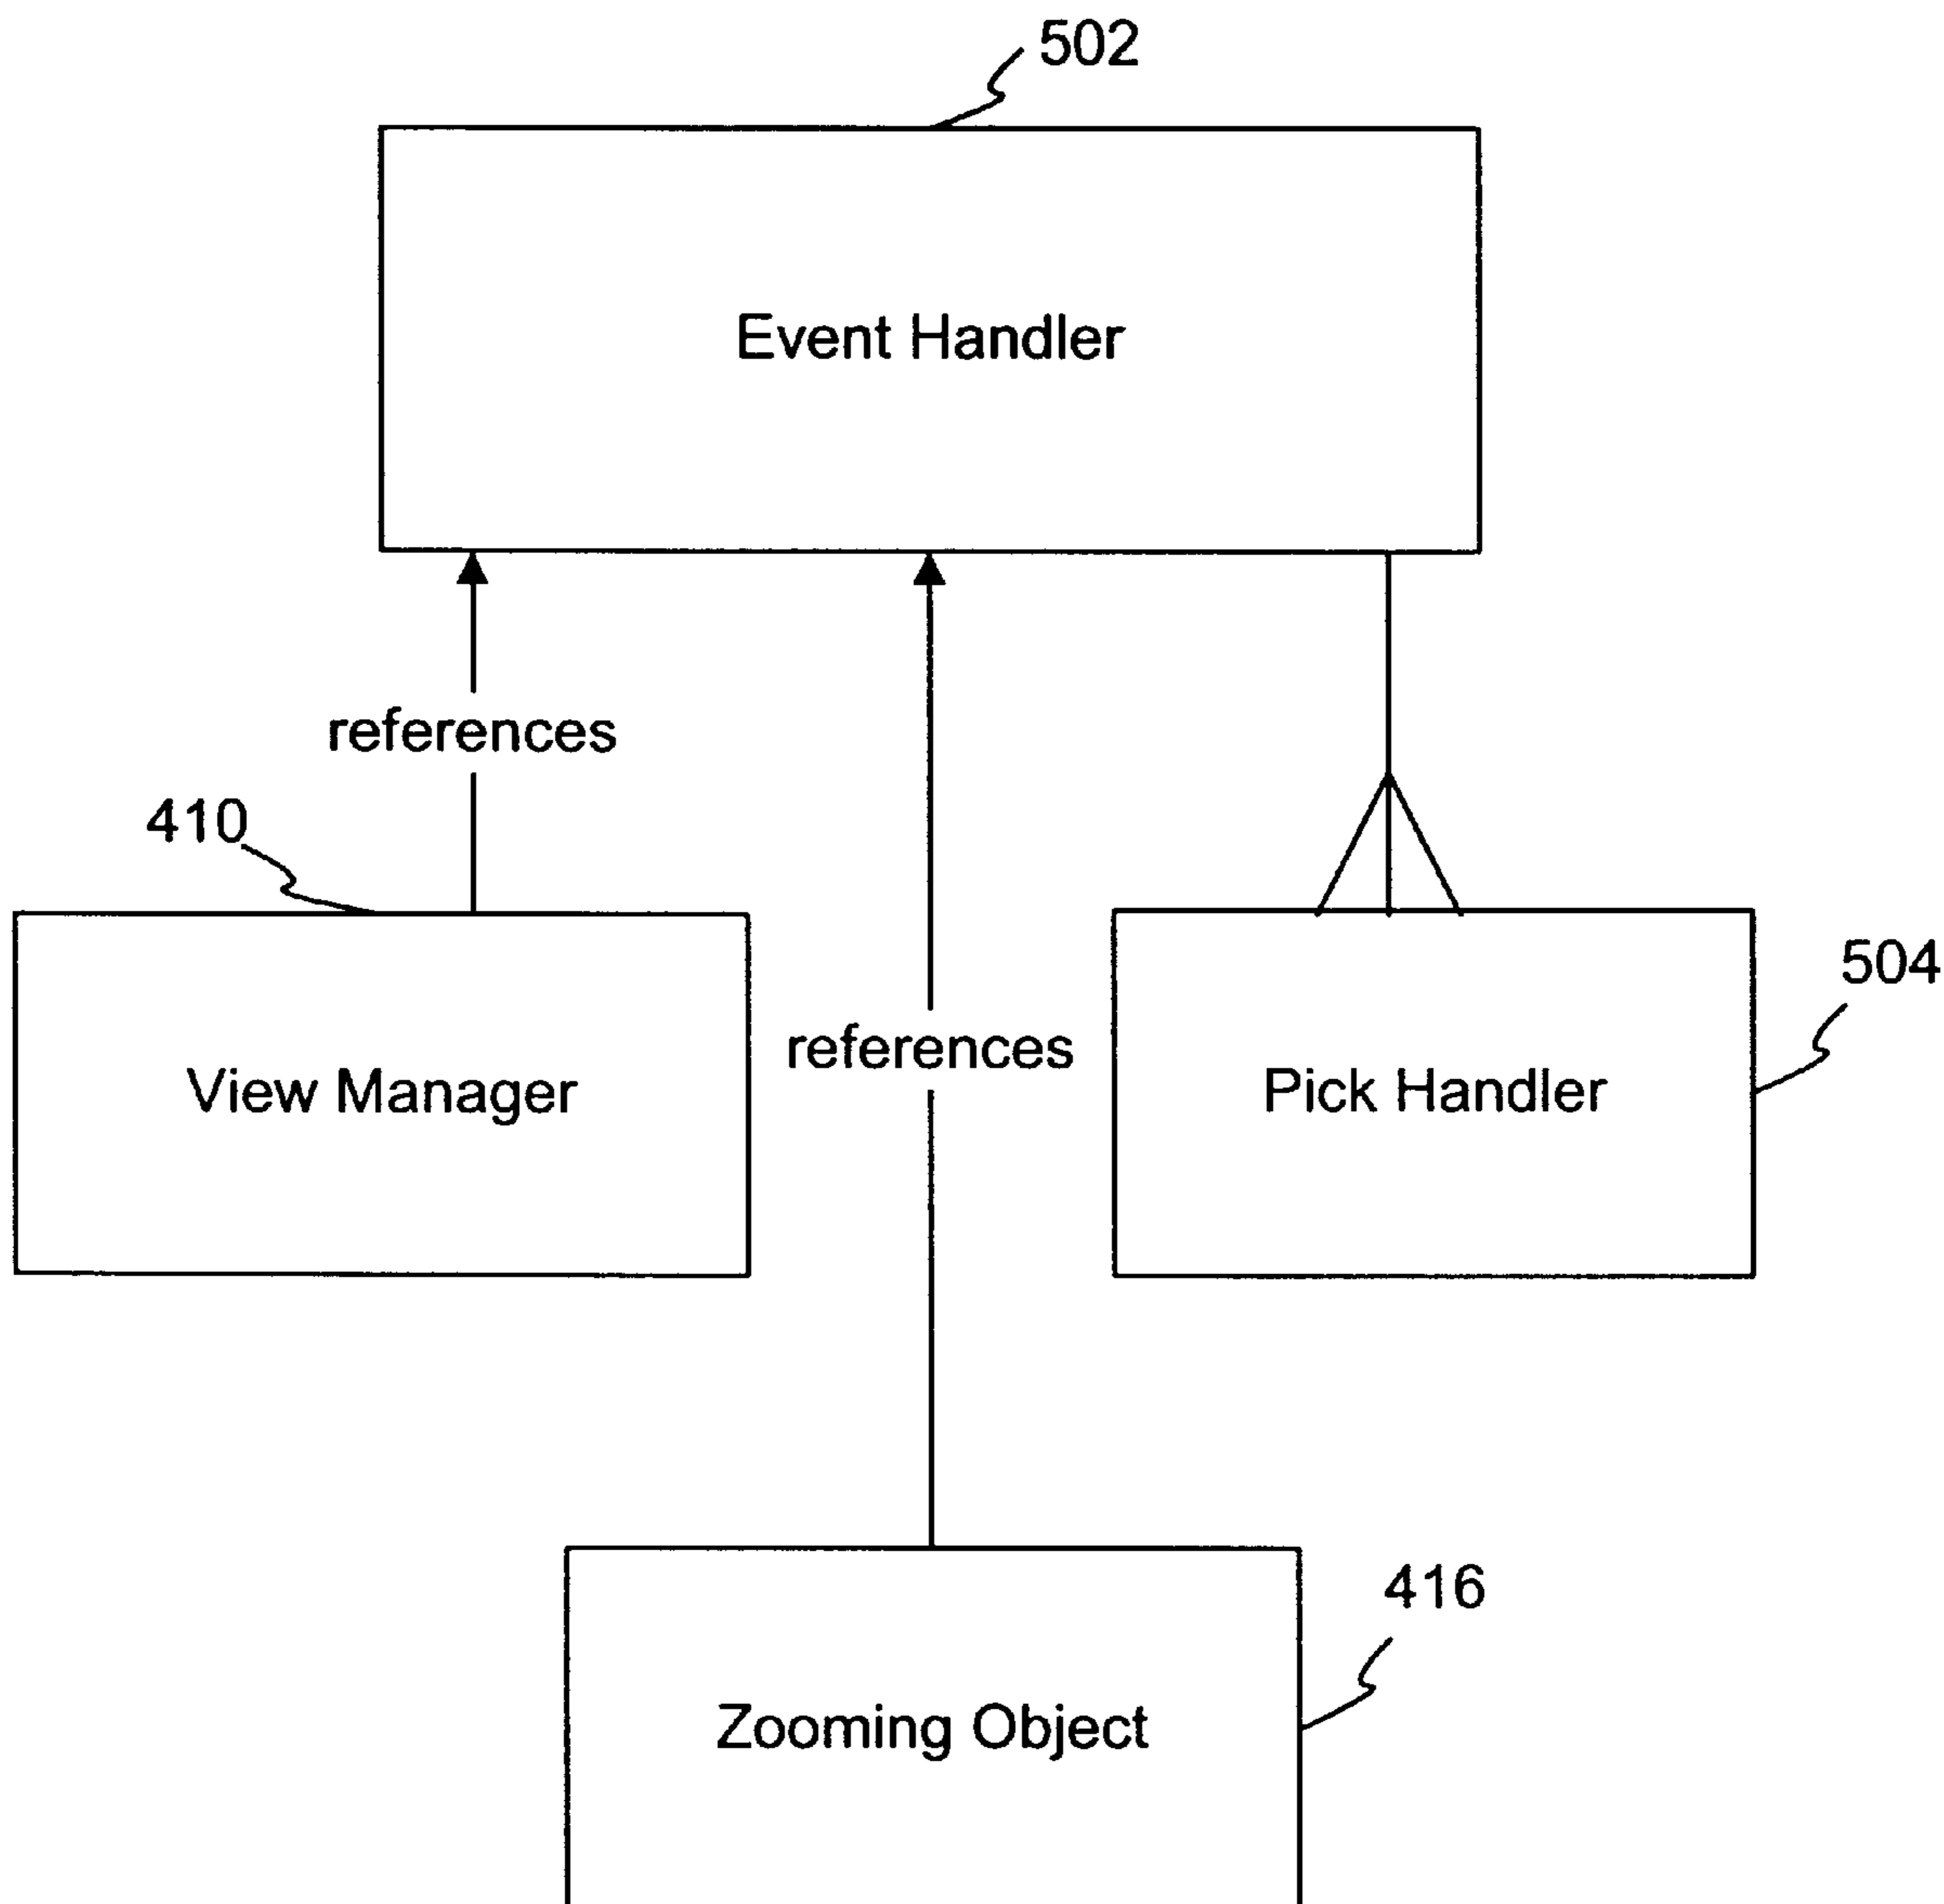 502
Event Handler
references
410
504
references
View Manager
Pick Handler
416
Zooming Object